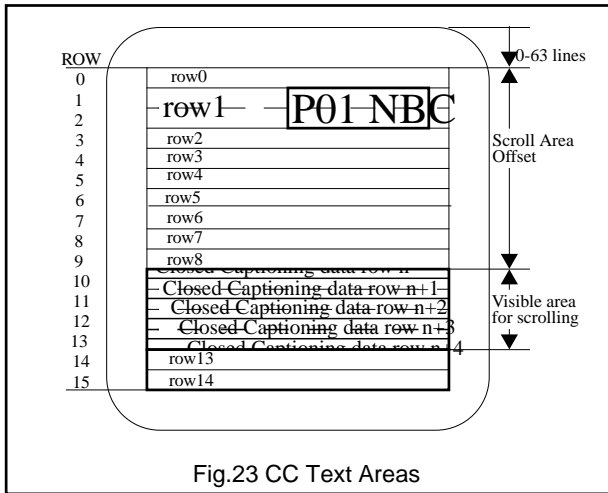 0-63 lines
ROW
0 row0
1
row1 P01 NBC
2
3 row2
4 row3
Scroll Area
Offset
5 row4
6 row5
7 row6
8 row7
9 row8
Closed Captioning data row n
10
Closed Captioning data row n+1
11
Closed Captioning data row n+2
Visible area
for scrolling
12
Closed Captioning data row n+3
13
Closed Captioning data row n+4
14 row13
15 row14
Fig.23 CC Text Areas